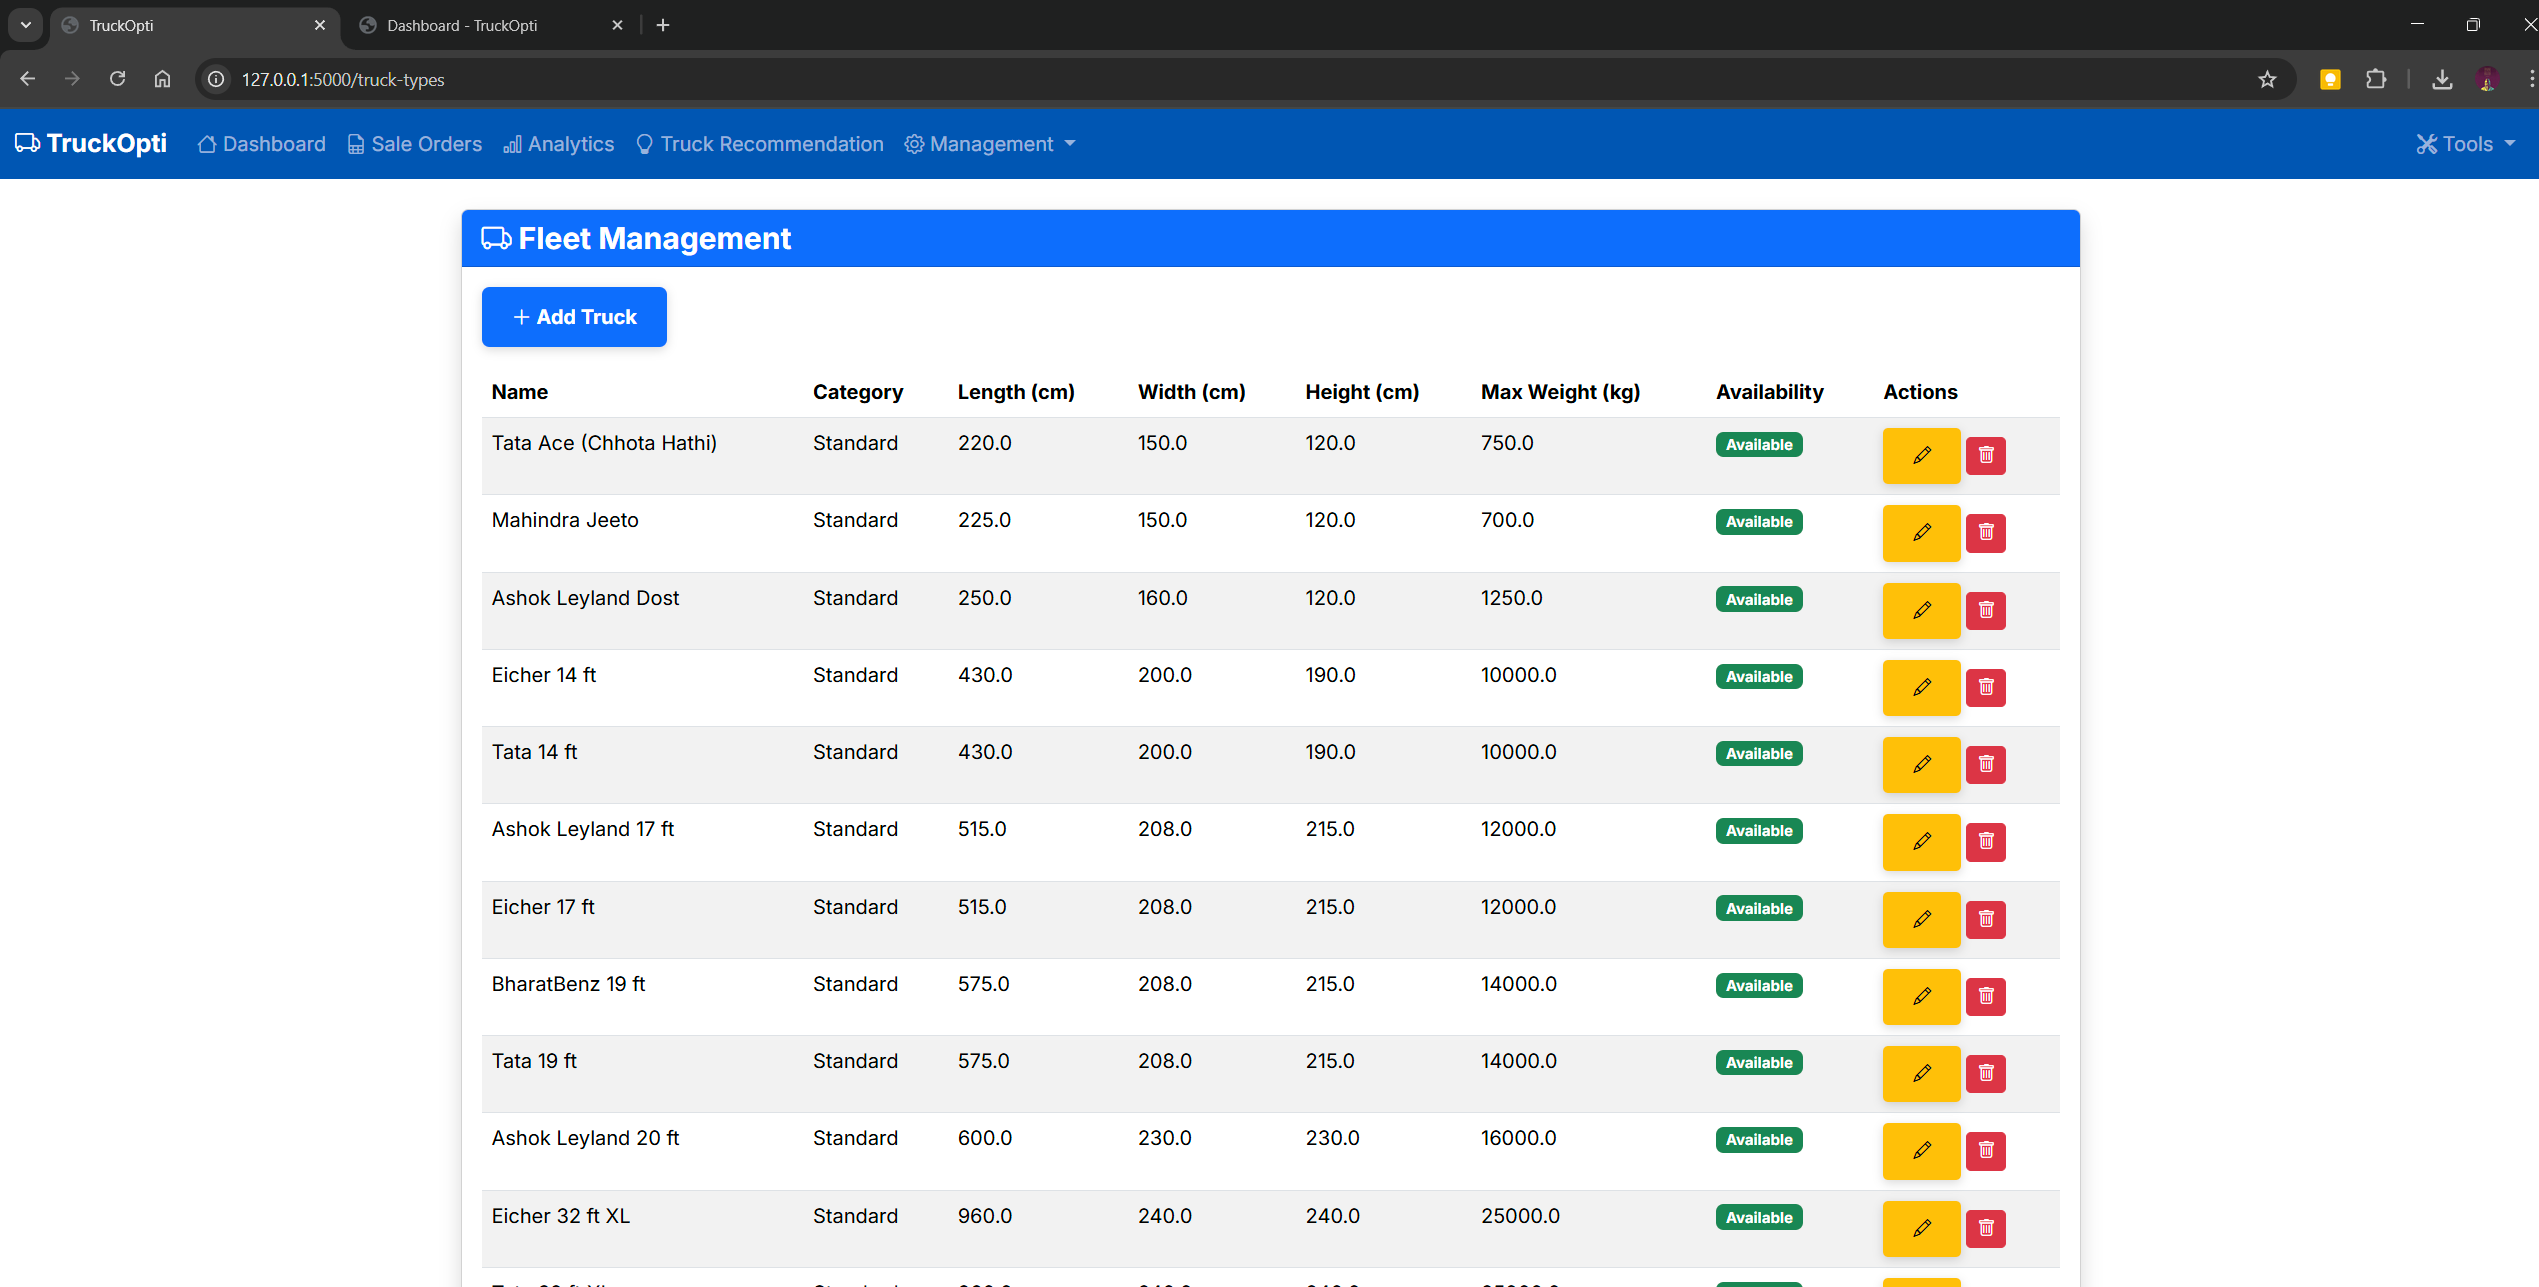 TruckOpti
Dashboard - TruckOpti
127.0.0.1:5000/truck-types
TruckOpti Dashboard Sale Orders Analytics Truck Recommendation Management Tools
Fleet Management
+ Add Truck
Name Category Length (cm) Width (cm) Height (cm) Max Weight (kg) Availability Actions
Tata Ace (Chhota Hathi) Standard 220.0 150.0 120.0 750.0 Available
Mahindra Jeeto Standard 225.0 150.0 120.0 700.0 Available
Ashok Leyland Dost Standard 250.0 160.0 120.0 1250.0 Available
Eicher 14 ft Standard 430.0 200.0 190.0 10000.0 Available
Tata 14 ft Standard 430.0 200.0 190.0 10000.0 Available
Ashok Leyland 17 ft Standard 515.0 208.0 215.0 12000.0 Available
Eicher 17 ft Standard 515.0 208.0 215.0 12000.0 Available
BharatBenz 19 ft Standard 575.0 208.0 215.0 14000.0 Available
Tata 19 ft Standard 575.0 208.0 215.0 14000.0 Available
Ashok Leyland 20 ft Standard 600.0 230.0 230.0 16000.0 Available
Eicher 32 ft XL Standard 960.0 240.0 240.0 25000.0 Available